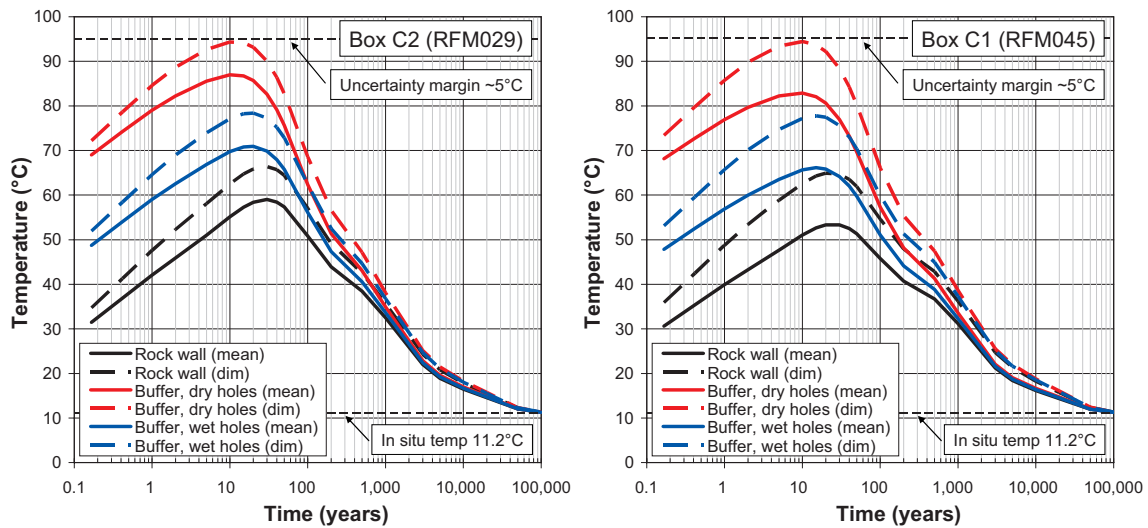 100
90
80
70
60
50
40
30
20
10
0
Temperature (°C)
Box C2 (RFM029)
Uncertainty margin ~5°C
Rock wall (mean)
Rock wall (dim)
Buffer, dry holes (mean)
Buffer, dry holes (dim)
Buffer, wet holes (mean)
Buffer, wet holes (dim)
In situ temp 11.2°C
0.1 1 10 100 1,000 10,000 100,000
Time (years)
100
90
80
70
60
50
40
30
20
10
0
Temperature (°C)
Box C1 (RFM045)
Uncertainty margin ~5°C
Rock wall (mean)
Rock wall (dim)
Buffer, dry holes (mean)
Buffer, dry holes (dim)
Buffer, wet holes (mean)
Buffer, wet holes (dim)
In situ temp 11.2°C
0.1 1 10 100 1,000 10,000 100,000
Time (years)